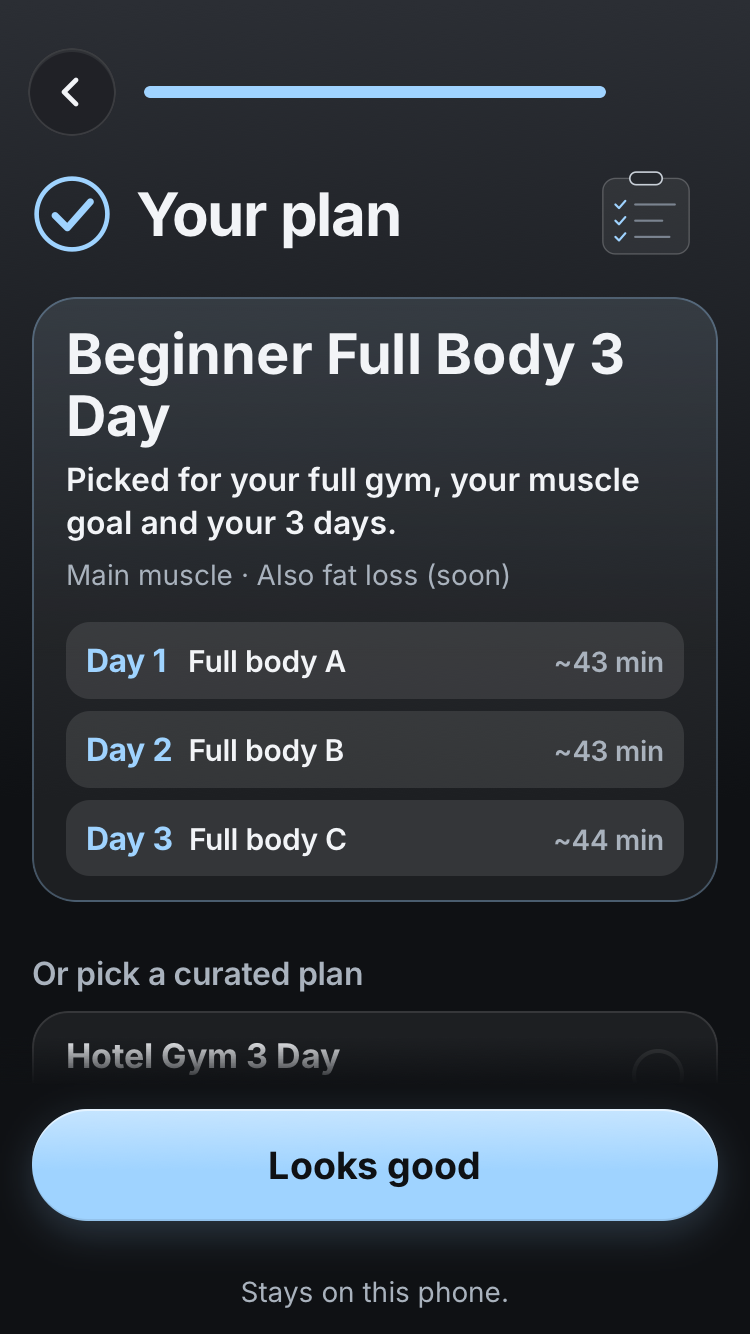 Your plan
Beginner Full Body 3
Day
Picked for your full gym, your muscle
goal and your 3 days.
Main muscle · Also fat loss (soon)
Day 1 Full body A ~43 min
Day 2 Full body B ~43 min
Day 3 Full body C ~44 min
Or pick a curated plan
Hotel Gym 3 Day
Looks good
Stays on this phone.